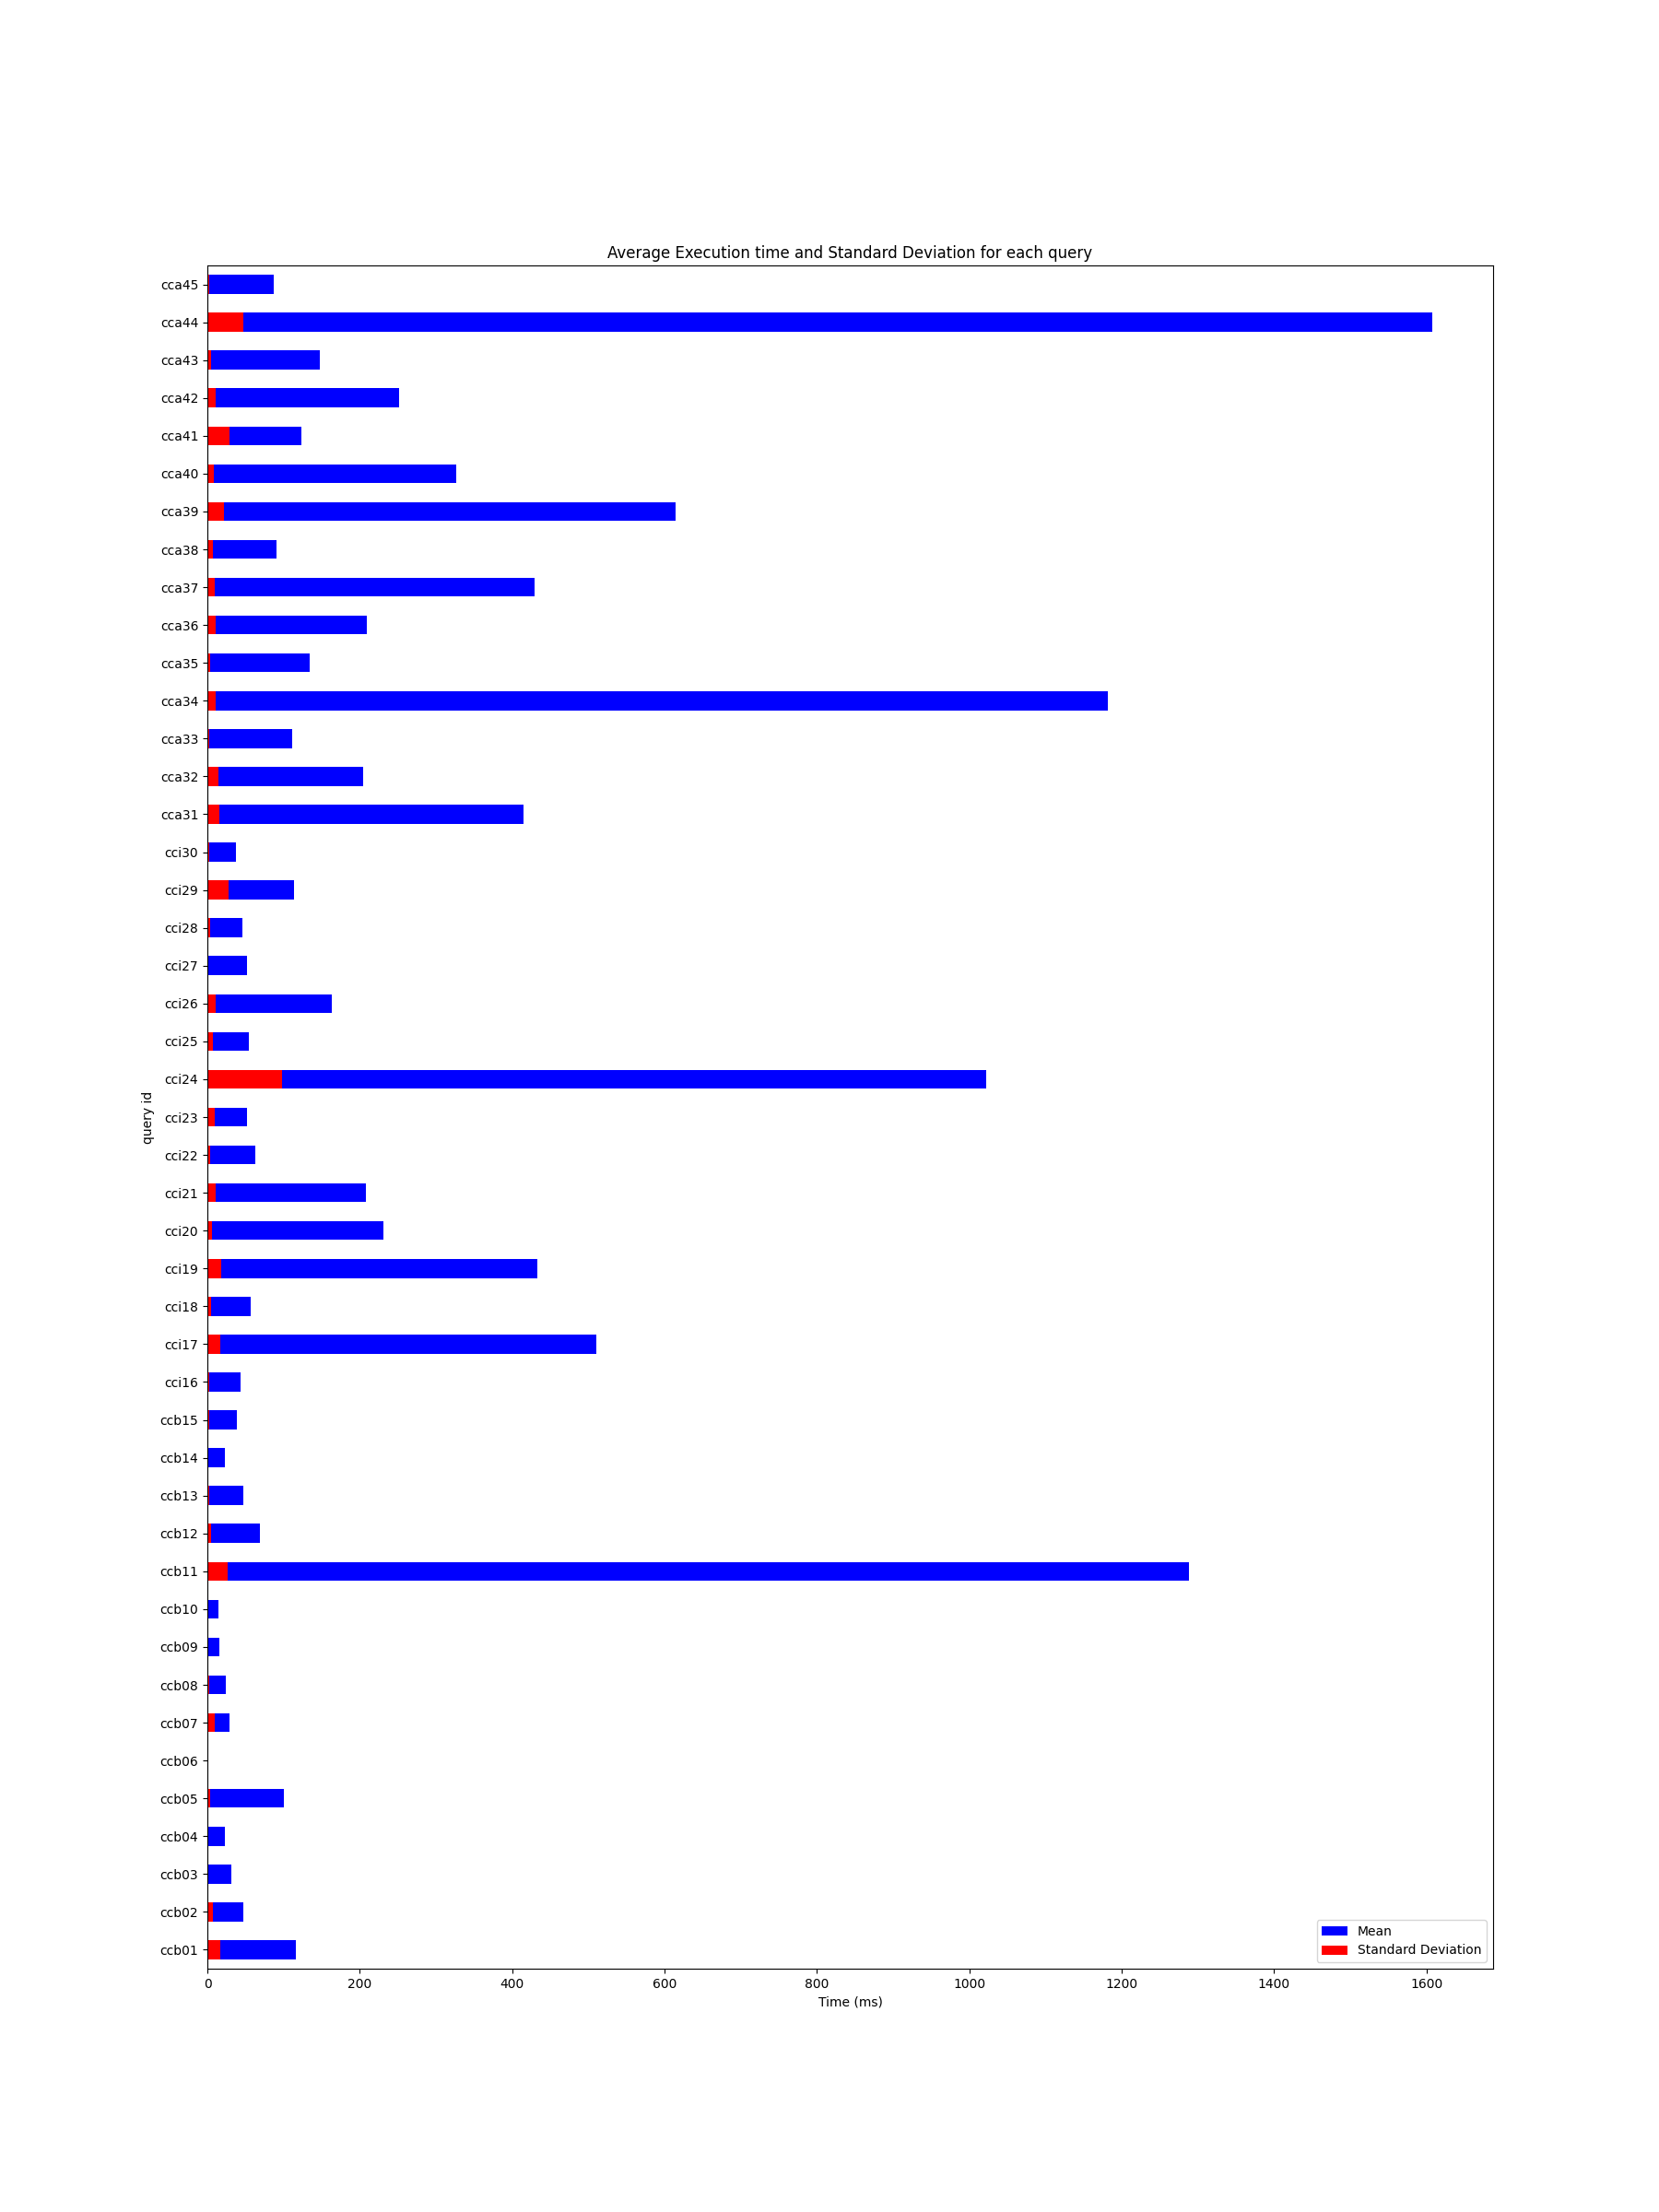 Average Execution time and Standard Deviation for each query
cca45
cca44
cca43
cca42
cca41
cca40
cca39
cca38
cca37
cca36
cca35
cca34
cca33
cca32
cca31
cci30
cci29
cci28
cci27
cci26
cci25
cci24
cci23
cci22
cci21
cci20
cci19
cci18
cci17
cci16
ccb15
ccb14
ccb13
ccb12
ccb11
ccb10
ccb09
ccb08
ccb07
ccb06
ccb05
ccb04
ccb03
ccb02
ccb01
query id
Mean
Standard Deviation
0 200 400 600 800 1000 1200 1400 1600
Time (ms)